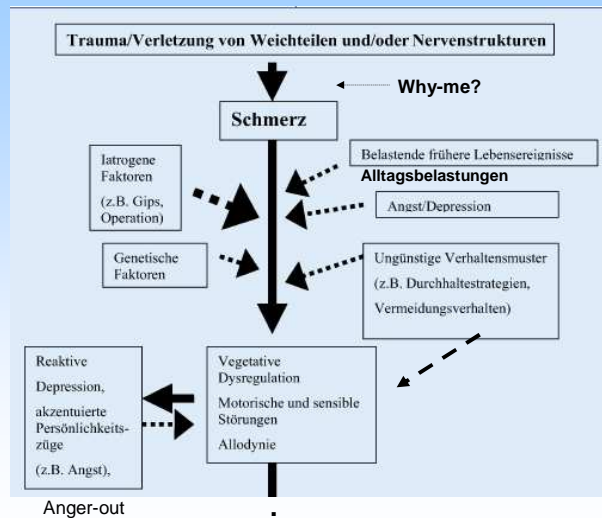 Trauma/Verletzung von Weichteilen und/oder Nervenstrukturen
Why-me?
Schmerz
Iatrogene
Faktoren
(z.B. Gips,
Operation)
Belastende frühere Lebensereignisse
Alltagsbelastungen
Angst/Depression
Genetische
Faktoren
Ungünstige Verhaltensmuster
(z.B. Durchhaltestrategien,
Vermeidungsverhalten)
Reaktive
Depression,
akzentuierte
Persönlichkeits-
züge
(z.B. Angst),
Vegetative
Dysregulation
Motorische und sensible
Störungen
Allodynie
Anger-out